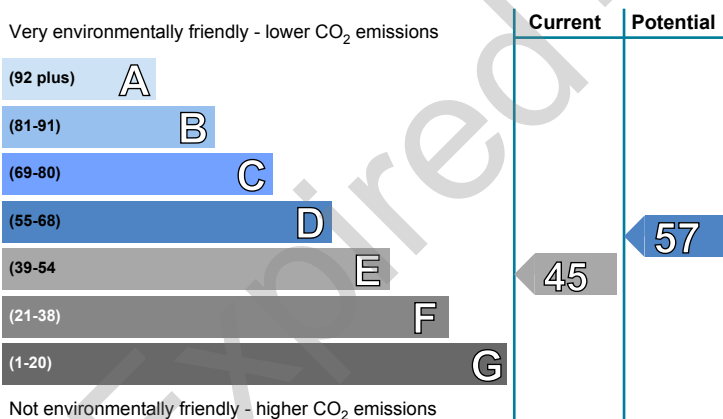 Current Potential
Very environmentally friendly - lower CO₂ emissions
(92 plus) A
(81-91) B
(69-80) C
(55-68) D
57
(39-54 E
45
(21-38) F
(1-20) G
Not environmentally friendly - higher CO₂ emissions
Expired